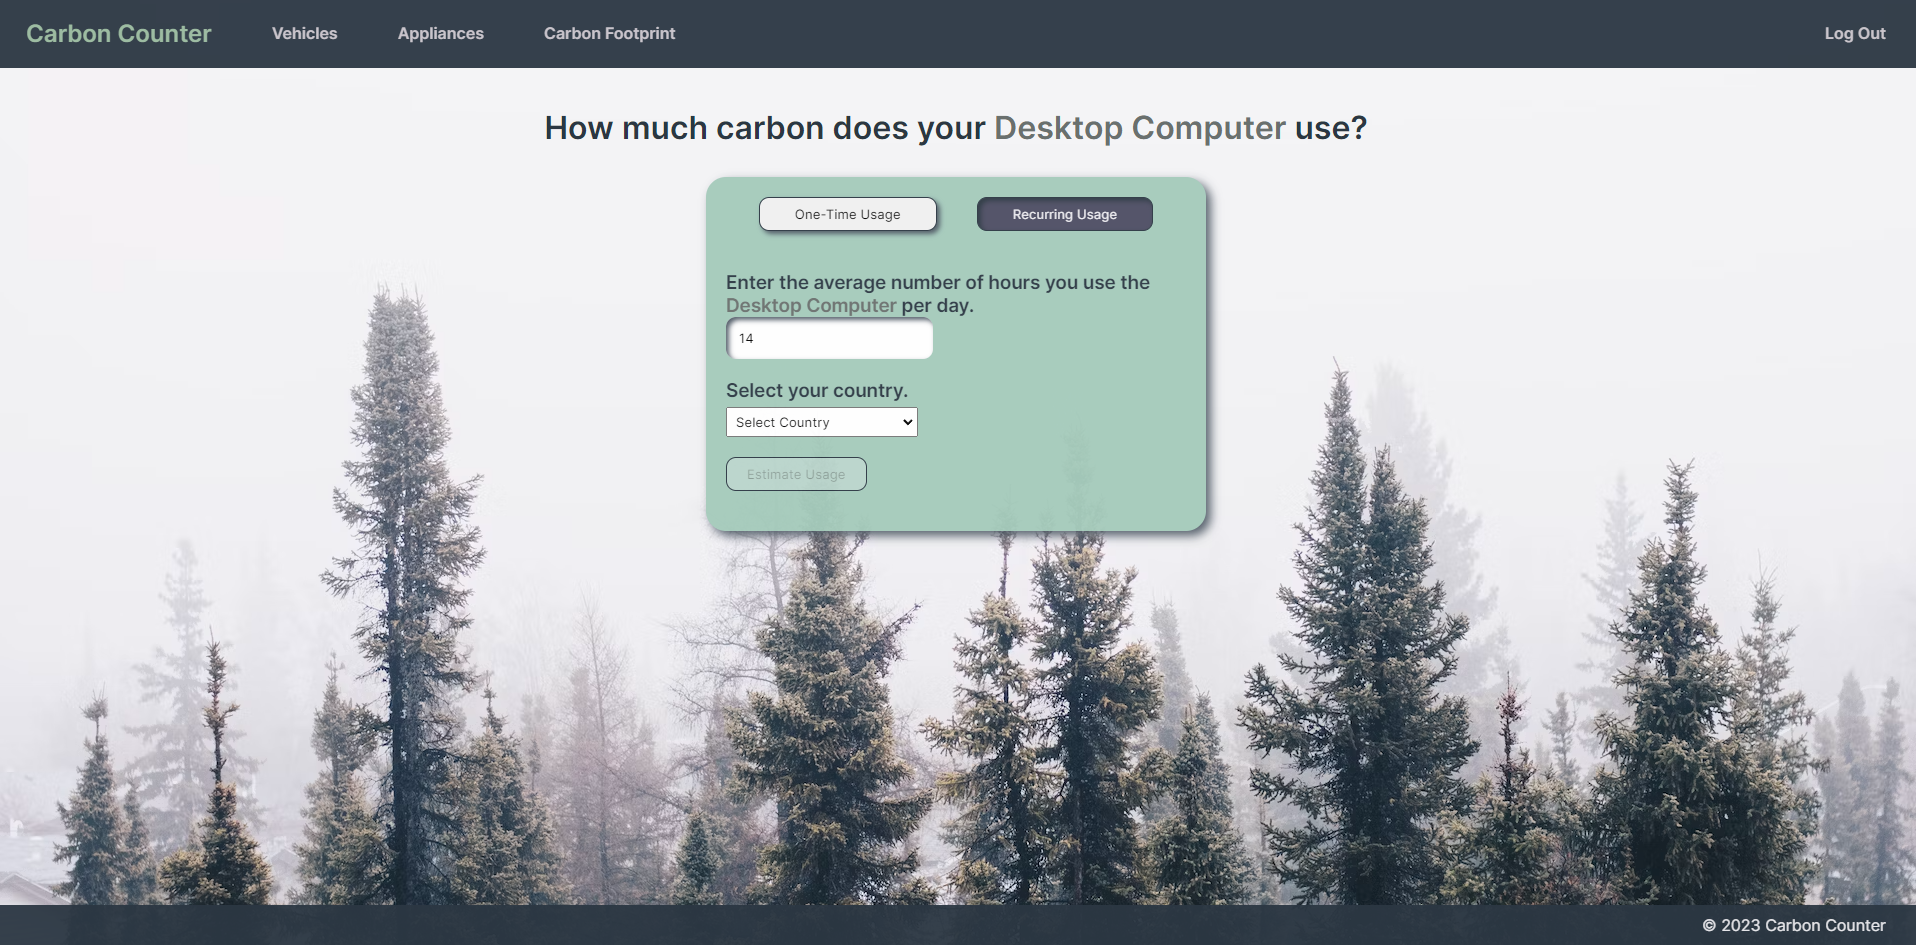 Carbon Counter
Vehicles
Appliances
Carbon Footprint
Log Out
How much carbon does your Desktop Computer use?
One-Time Usage
Recurring Usage
Enter the average number of hours you use the
Desktop Computer per day.
14
Select your country.
Select Country
Estimate Usage
© 2023 Carbon Counter